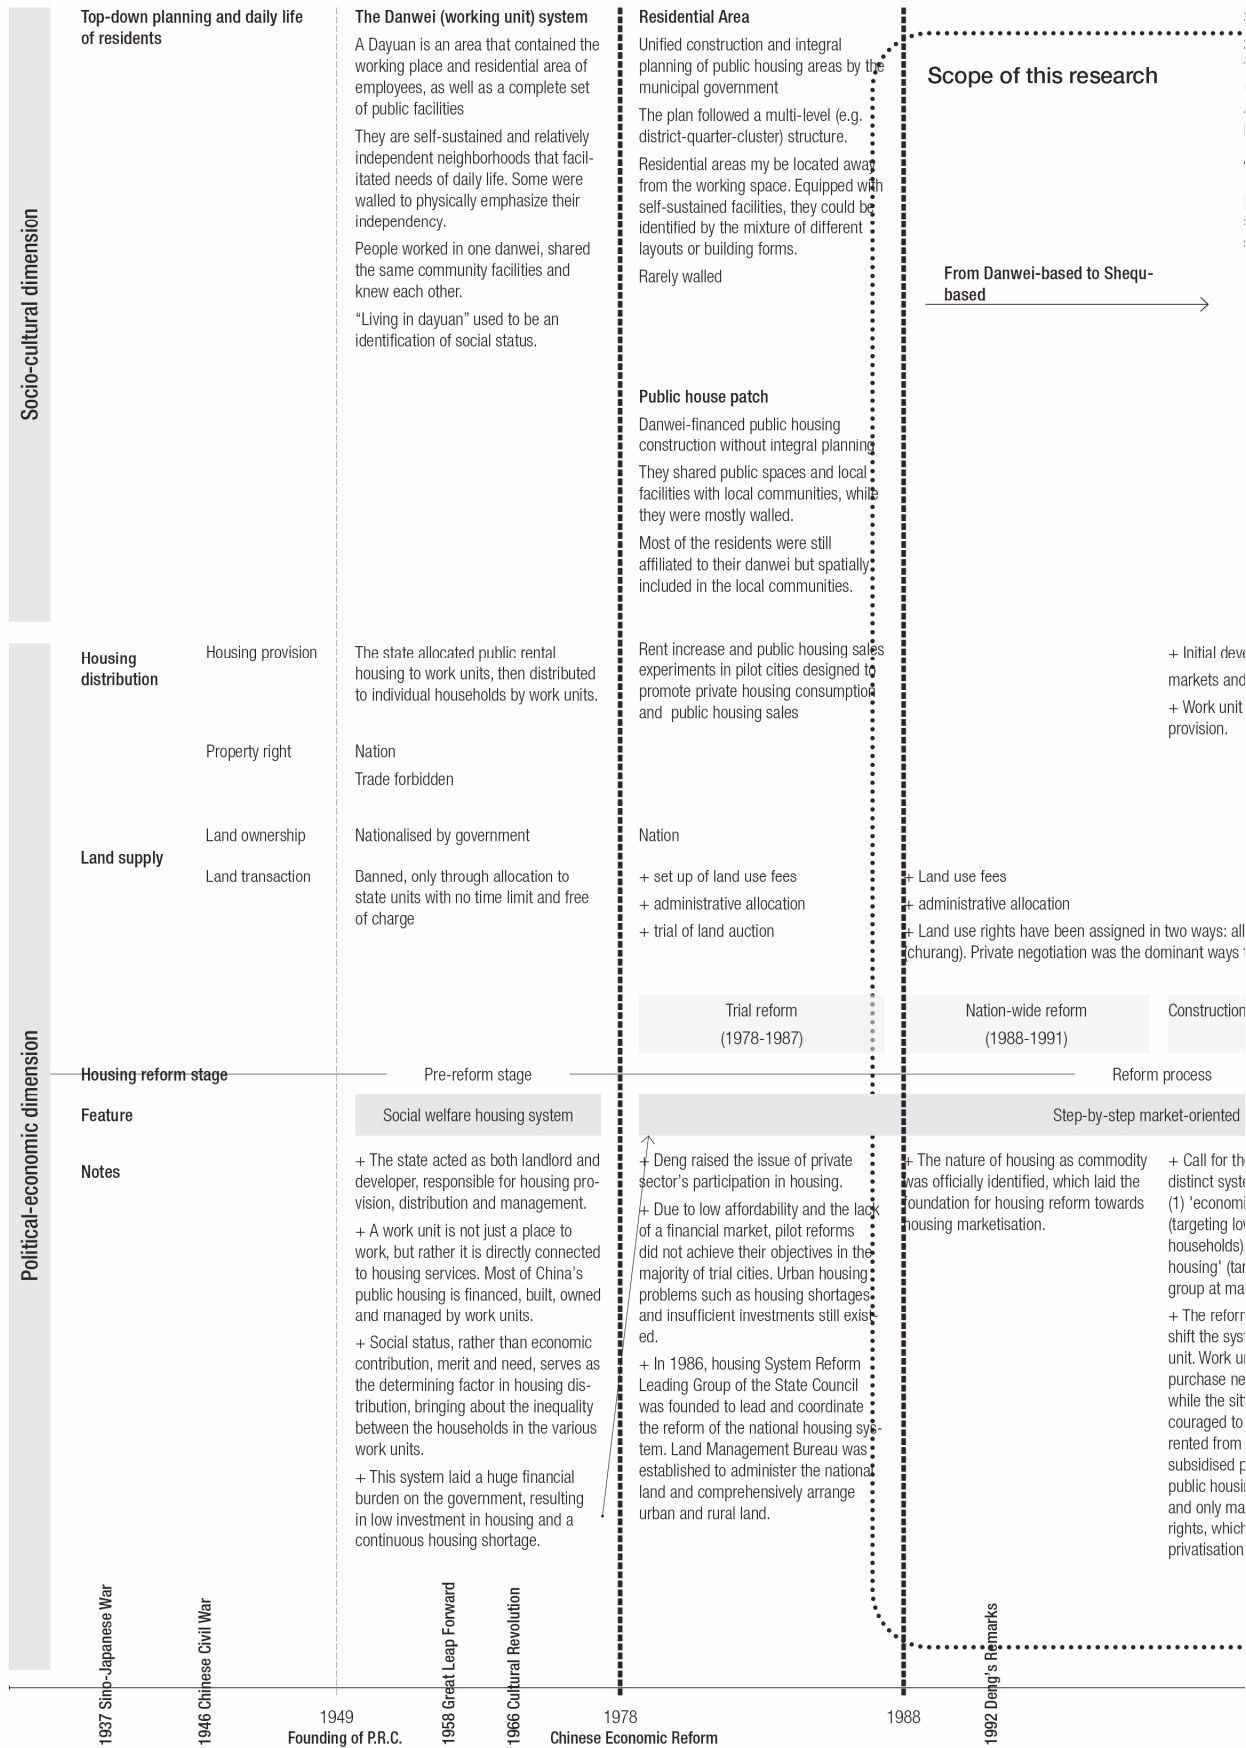 Top-down planning and daily life
of residents
The Danwei (working unit) system
A Dayuan is an area that contained the
working place and residential area of
employees, as well as a complete set
of public facilities
They are self-sustained and relatively
independent neighborhoods that facil-
itated needs of daily life. Some were
walled to physically emphasize their
independency.
People worked in one danwei, shared
the same community facilities and
knew each other.
“Living in dayuan” used to be an
identification of social status.
Residential Area
Unified construction and integral
planning of public housing areas by the
municipal government
The plan followed a multi-level (e.g.
district-quarter-cluster) structure.
Residential areas my be located away
from the working space. Equipped with
self-sustained facilities, they could be
identified by the mixture of different
layouts or building forms.
Rarely walled
Public house patch
Danwei-financed public housing
construction without integral planning
They shared public spaces and local
facilities with local communities, while
they were mostly walled.
Most of the residents were still
affiliated to their danwei but spatially
included in the local communities.
Scope of this research
From Danwei-based to Shequ-
based
Socio-cultural dimension
Housing
distribution
Housing provision
The state allocated public rental
housing to work units, then distributed
to individual households by work units.
Rent increase and public housing sales
experiments in pilot cities designed to
promote private housing consumption
and public housing sales
+ Initial deve
markets and
+ Work unit
provision.
Property right
Nation
Trade forbidden
Land supply
Land ownership
Nationalised by government
Nation
Land transaction
Banned, only through allocation to
state units with no time limit and free
of charge
+ set up of land use fees
+ administrative allocation
+ trial of land auction
+ Land use fees
+ administrative allocation
+ Land use rights have been assigned in two ways: all
(churang). Private negotiation was the dominant ways
Trial reform
(1978-1987)
Nation-wide reform
(1988-1991)
Construction
Political-economic dimension
Housing reform stage
Pre-reform stage
Reform process
Feature
Social welfare housing system
Step-by-step market-oriented
Notes
+ The state acted as both landlord and
developer, responsible for housing pro-
vision, distribution and management.
+ A work unit is not just a place to
work, but rather it is directly connected
to housing services. Most of China’s
public housing is financed, built, owned
and managed by work units.
+ Social status, rather than economic
contribution, merit and need, serves as
the determining factor in housing dis-
tribution, bringing about the inequality
between the households in the various
work units.
+ This system laid a huge financial
burden on the government, resulting
in low investment in housing and a
continuous housing shortage.
+ Deng raised the issue of private
sector’s participation in housing.
+ Due to low affordability and the lack
of a financial market, pilot reforms
did not achieve their objectives in the
majority of trial cities. Urban housing
problems such as housing shortages
and insufficient investments still exist-
ed.
+ In 1986, housing System Reform
Leading Group of the State Council
was founded to lead and coordinate
the reform of the national housing sys-
tem. Land Management Bureau was
established to administer the national
land and comprehensively arrange
urban and rural land.
+ The nature of housing as commodity
was officially identified, which laid the
foundation for housing reform towards
housing marketisation.
+ Call for the
distinct syste
(1) 'economi
(targeting lov
households)
housing' (tar
group at ma
+ The reform
shift the syst
unit. Work un
purchase ne
while the sitt
couraged to
rented from
subsidised p
public housin
and only ma
rights, which
privatisation
1937 Sino-Japanese War
1946 Chinese Civil War
1958 Great Leap Forward
1966 Cultural Revolution
1992 Deng’s Remarks
1949
Founding of P.R.C.
1978
Chinese Economic Reform
1988